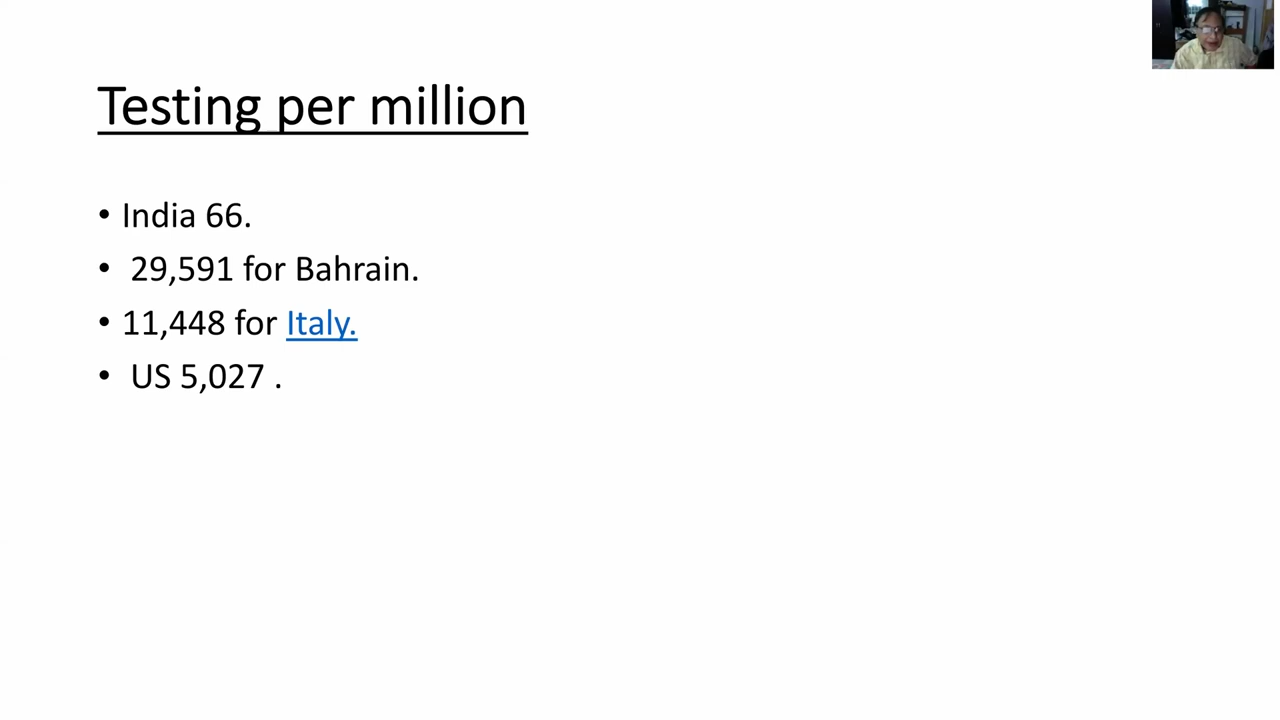 Testing per million
• India 66.
• 29,591 for Bahrain.
• 11,448 for Italy.
• US 5,027 .